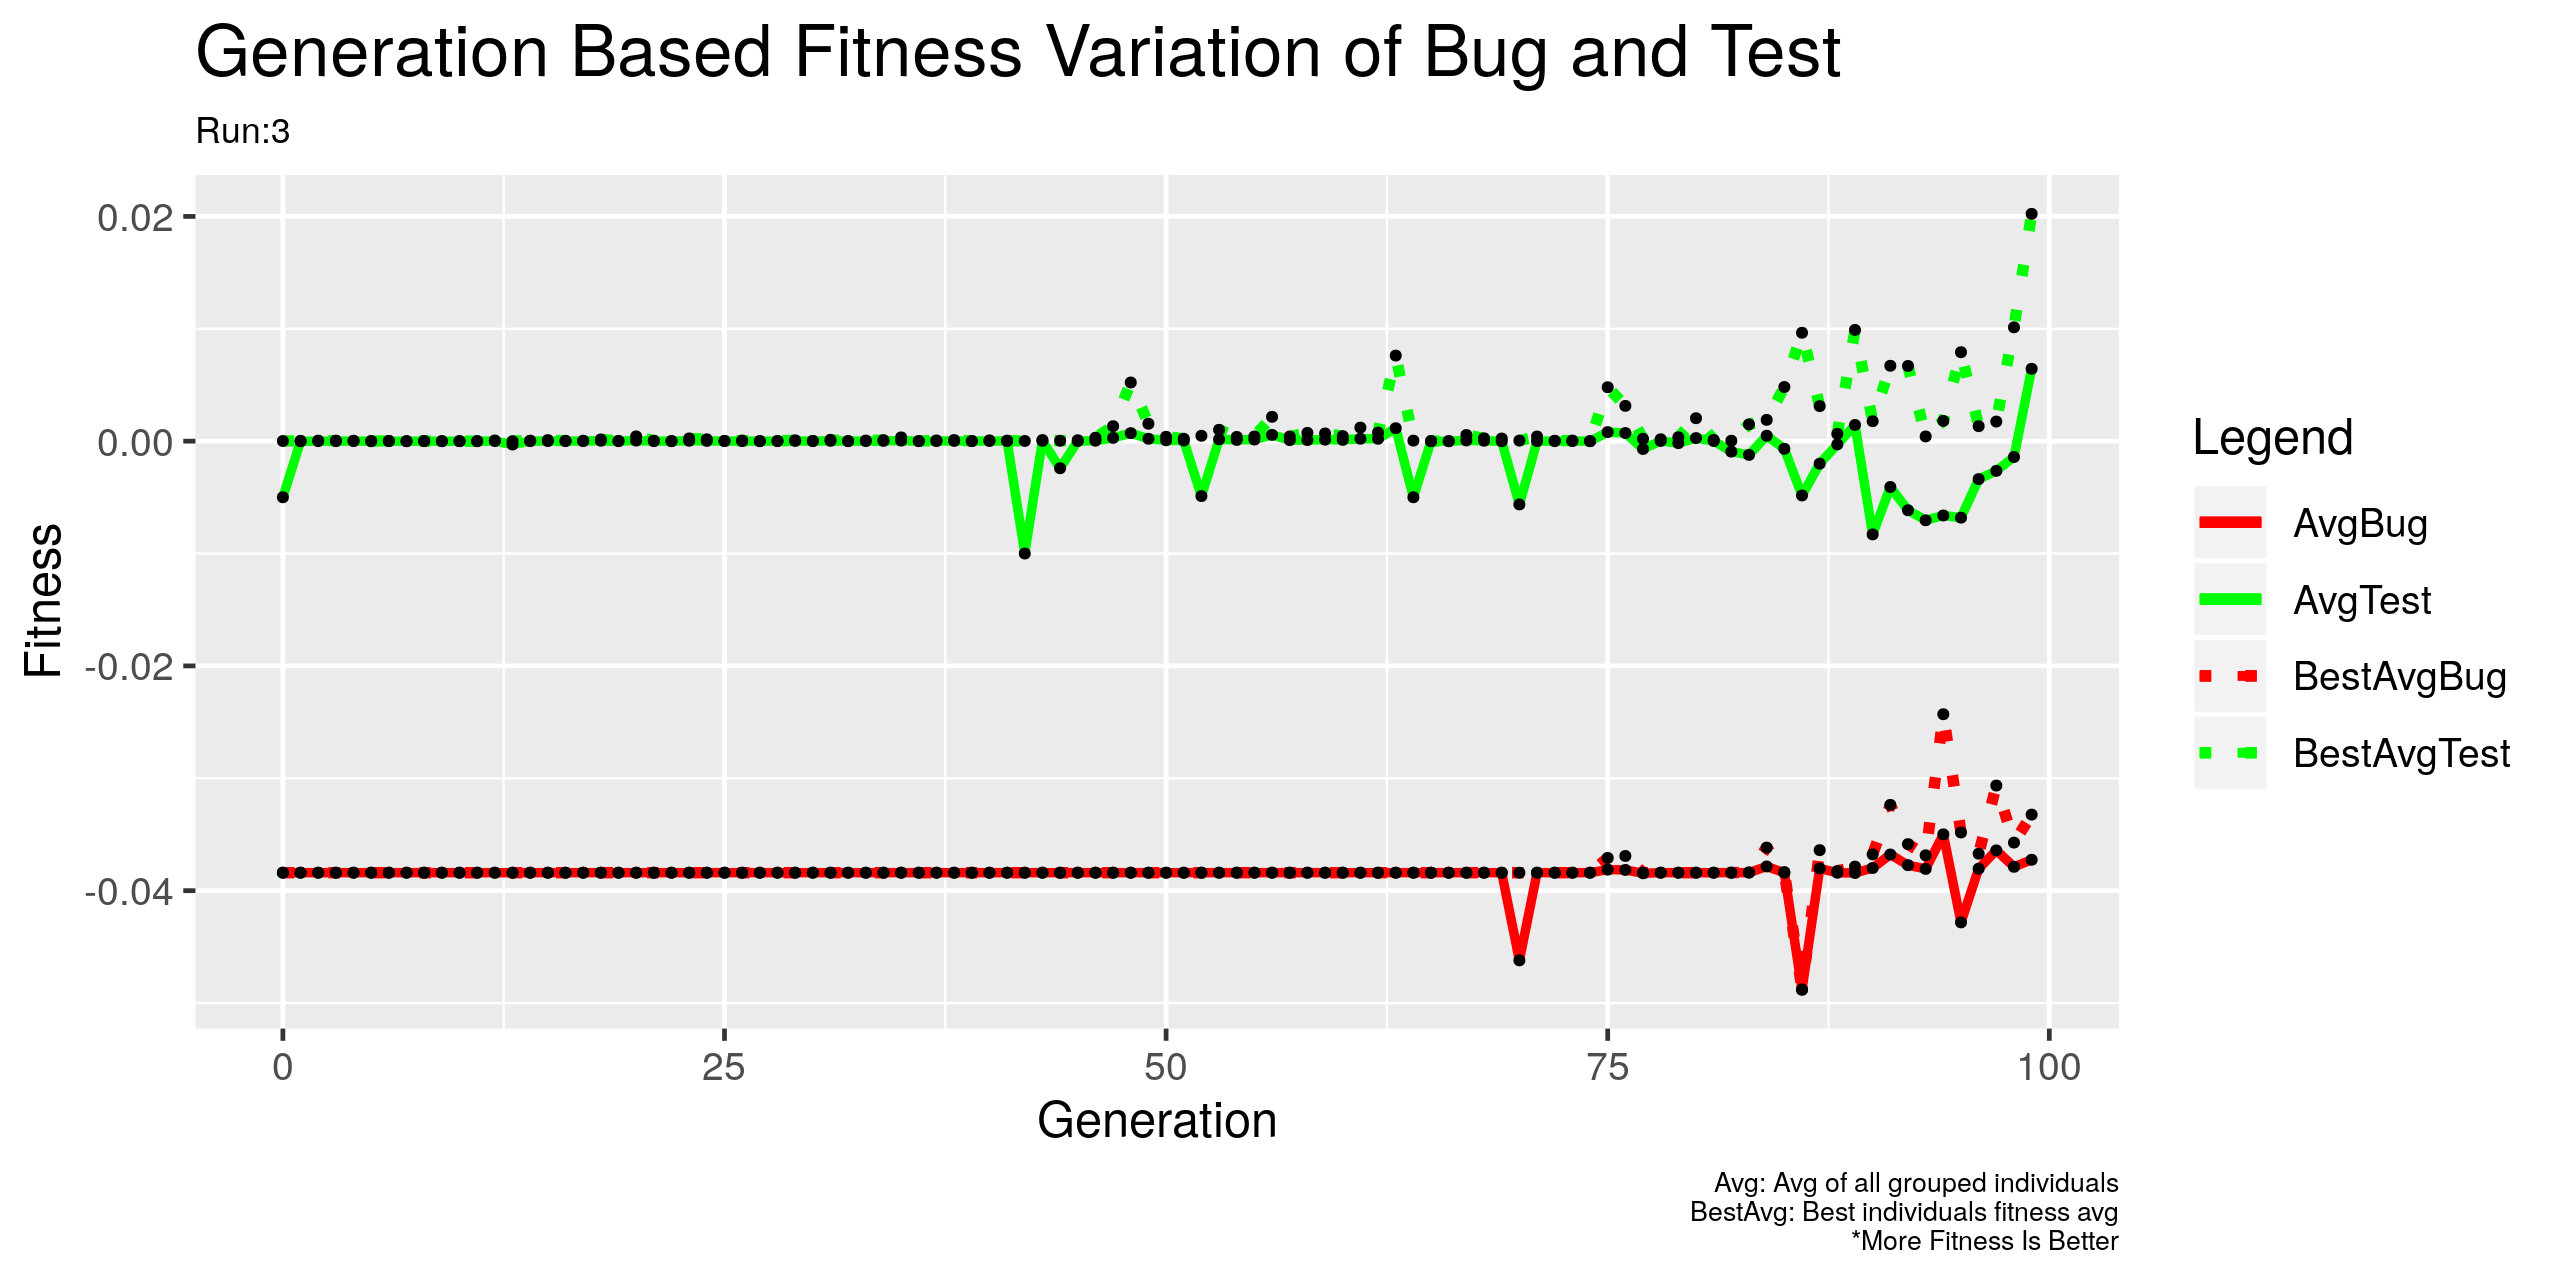 Generation Based Fitness Variation of Bug and Test
Run:3
0.02
0.00
-0.02
-0.04
Fitness
0 25 50 75 100
Generation
Legend
AvgBug
AvgTest
BestAvgBug
BestAvgTest
Avg: Avg of all grouped individuals
BestAvg: Best individuals fitness avg
*More Fitness Is Better